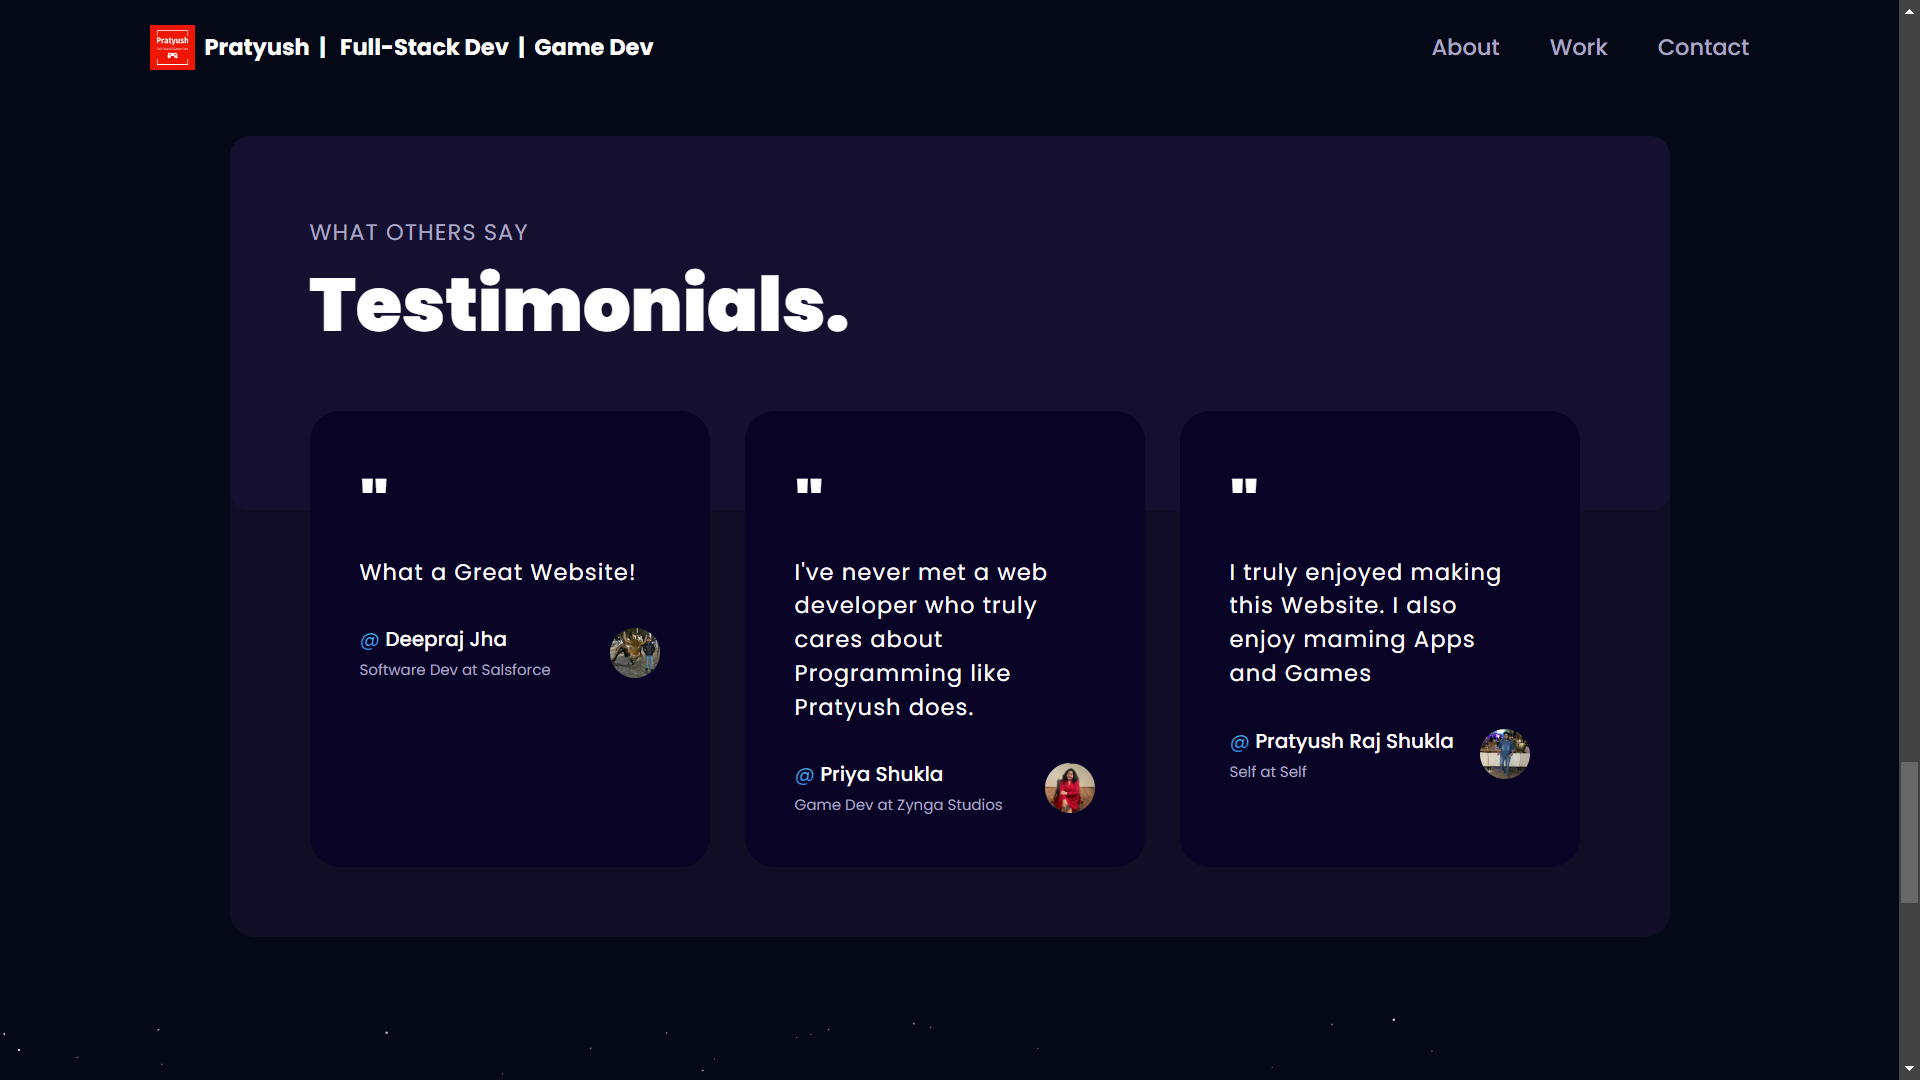 Pratyush
Pratyush | Full-Stack Dev | Game Dev
About
Work
Contact
WHAT OTHERS SAY
Testimonials.
"
What a Great Website!
@ Deepraj Jha
Software Dev at Salsforce
"
I've never met a web
developer who truly
cares about
Programming like
Pratyush does.
@ Priya Shukla
Game Dev at Zynga Studios
"
I truly enjoyed making
this Website. I also
enjoy maming Apps
and Games
@ Pratyush Raj Shukla
Self at Self